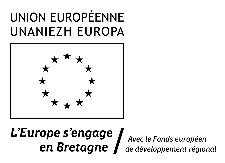 UNION EUROPÉENNE
UNANIEZH EUROPA
L'Europe s'engage
en Bretagne
Avec le Fonds européen
de développement régional